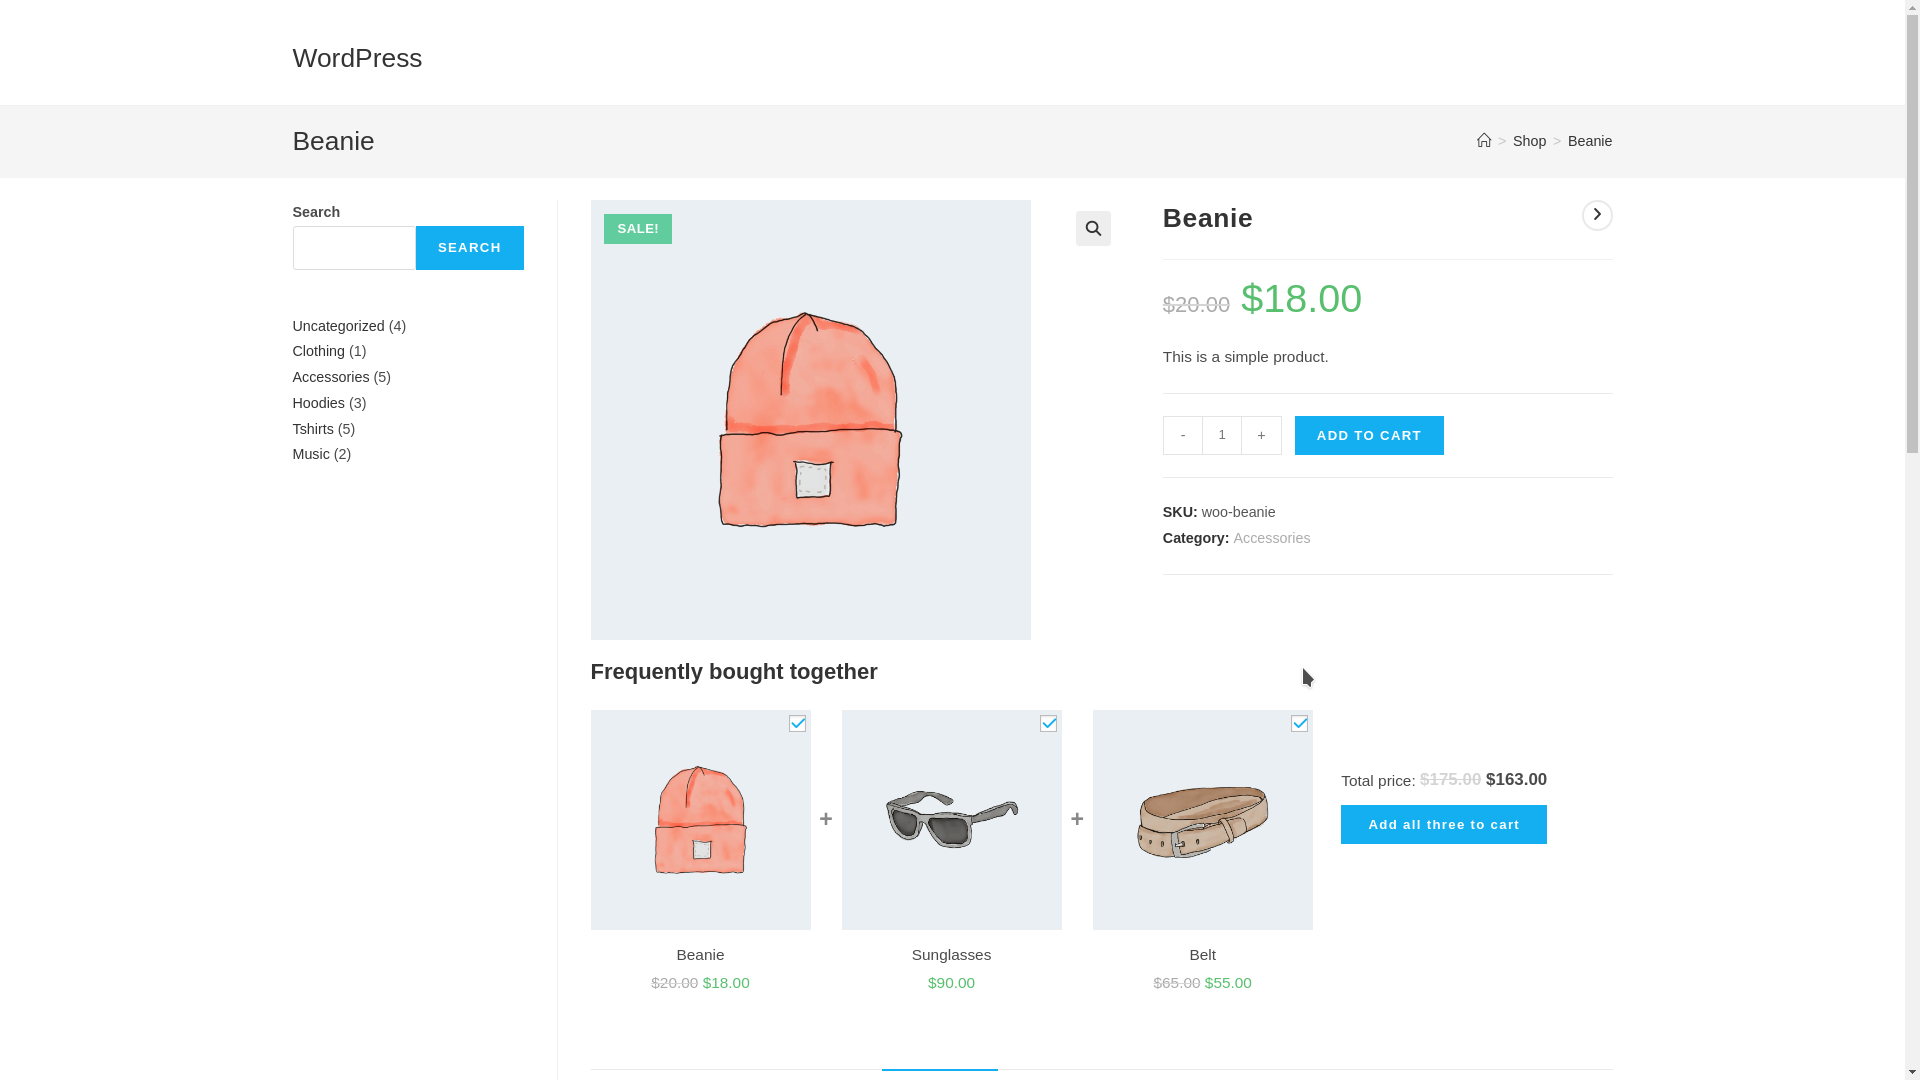 WordPress
Beanie
> Shop > Beanie
Search
SEARCH
Uncategorized (4)
Clothing (1)
Accessories (5)
Hoodies (3)
Tshirts (5)
Music (2)
SALE!
Beanie
$20.00 $18.00
This is a simple product.
- 1 + ADD TO CART
SKU: woo-beanie
Category: Accessories
Frequently bought together
+
+
Beanie
$20.00 $18.00
Sunglasses
$90.00
Belt
$65.00 $55.00
Total price: $175.00 $163.00
Add all three to cart